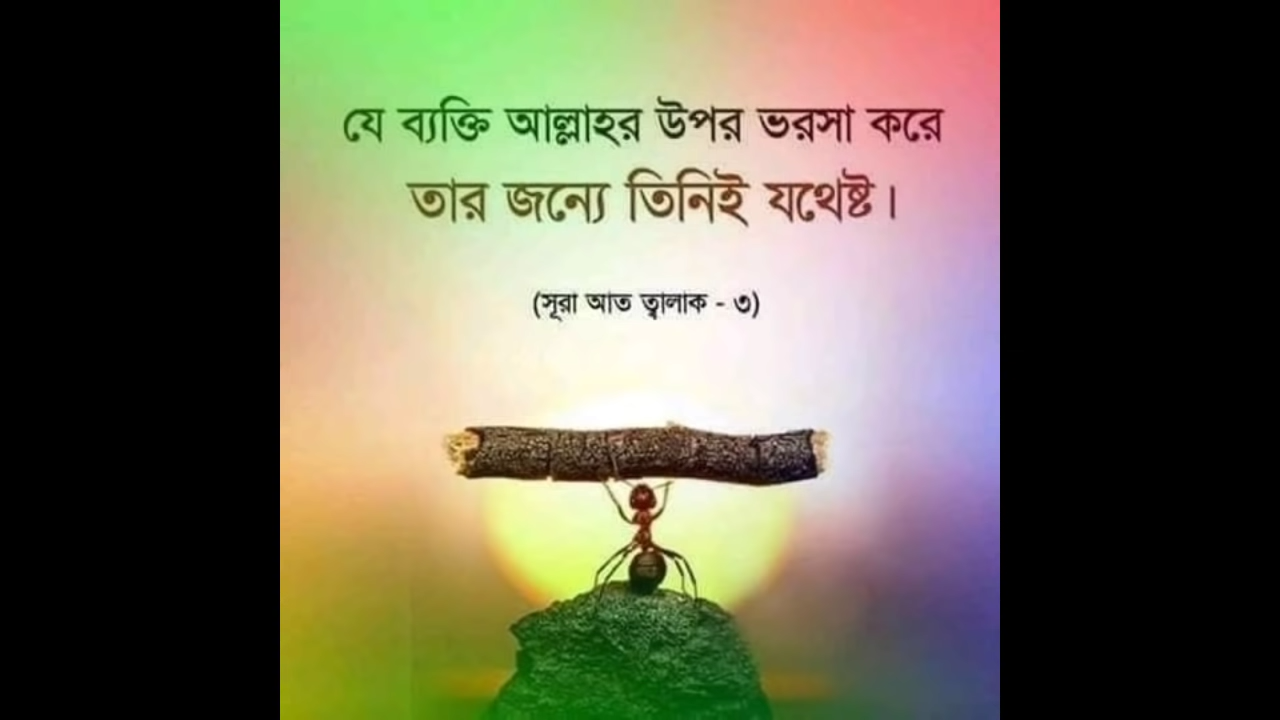 যে ব্যক্তি আল্লাহর উপর ভরসা করে
তার জন্যে তিনিই যথেষ্ট।
(সূরা আত ত্বালাক - ৩)